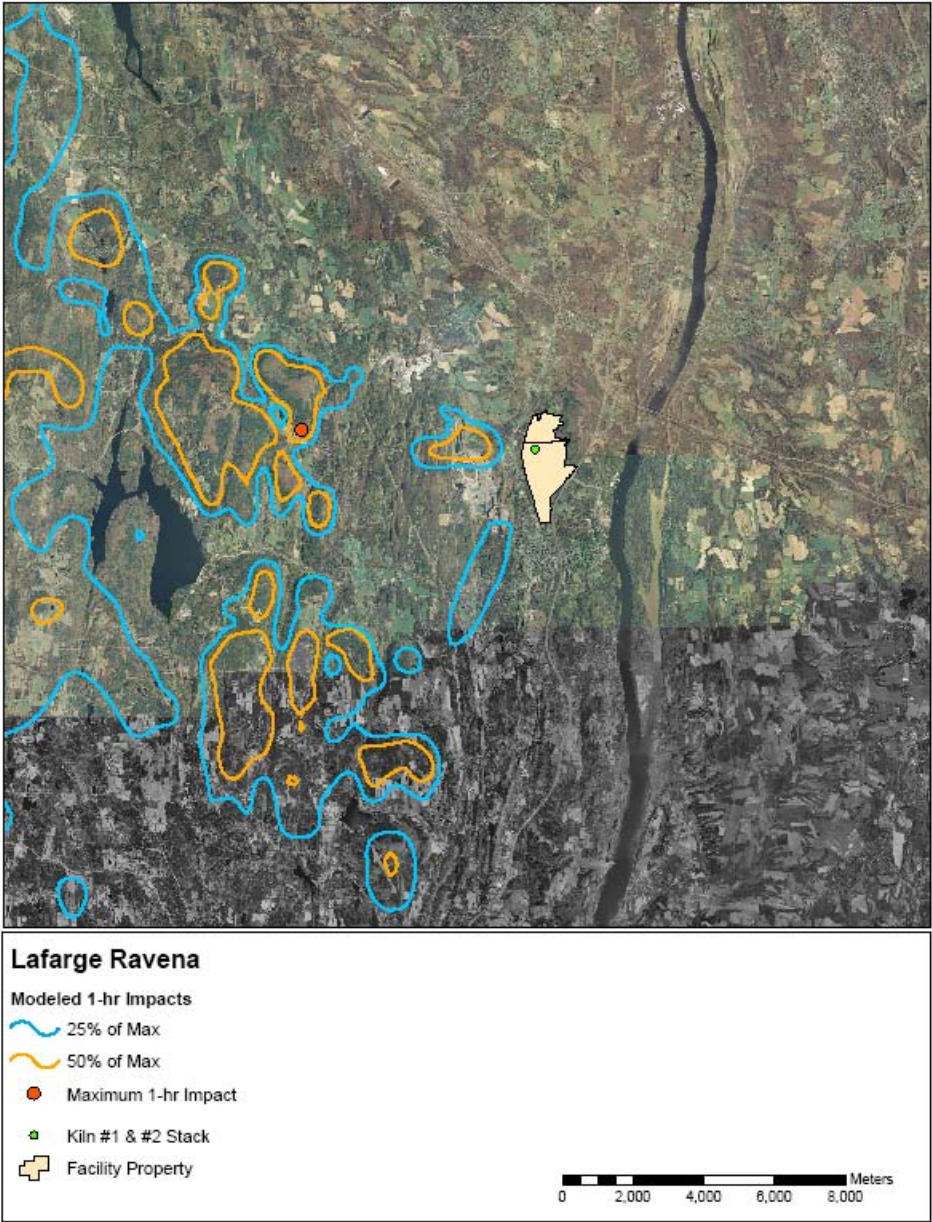 Lafarge Ravena
Modeled 1-hr Impacts
25% of Max
50% of Max
Maximum 1-hr Impact
Kiln #1 & #2 Stack
Facility Property
Meters
0 2,000 4,000 6,000 8,000